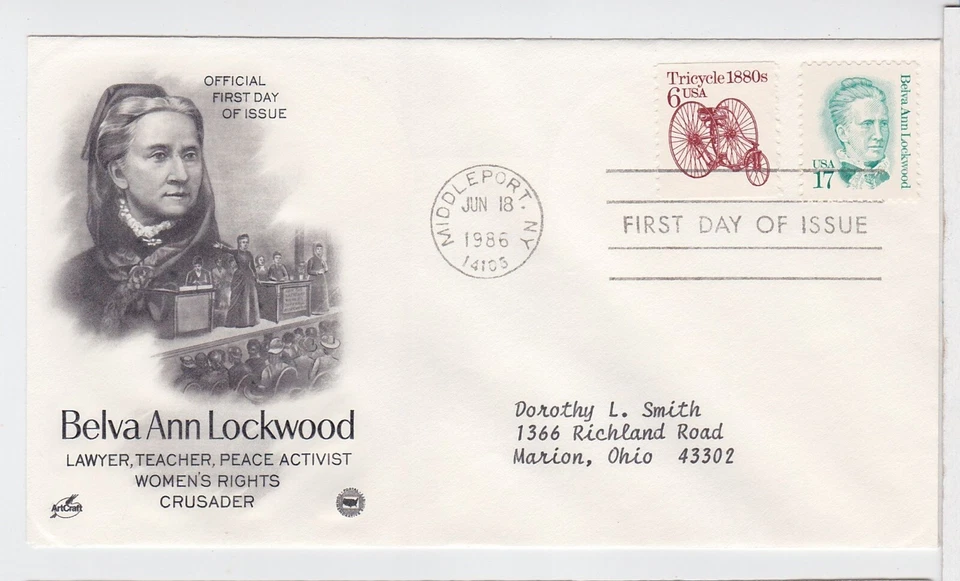 OFFICIAL
FIRST DAY
OF ISSUE
Tricycle 1880s
6 USA
Belva Ann Lockwood
USA
17
MIDDLEPORT, NY
JUN 18
1986
14105
FIRST DAY OF ISSUE
Belva Ann Lockwood
LAWYER, TEACHER, PEACE ACTIVIST
WOMEN'S RIGHTS
CRUSADER
ArtCraft
Dorothy L. Smith
1366 Richland Road
Marion, Ohio 43302